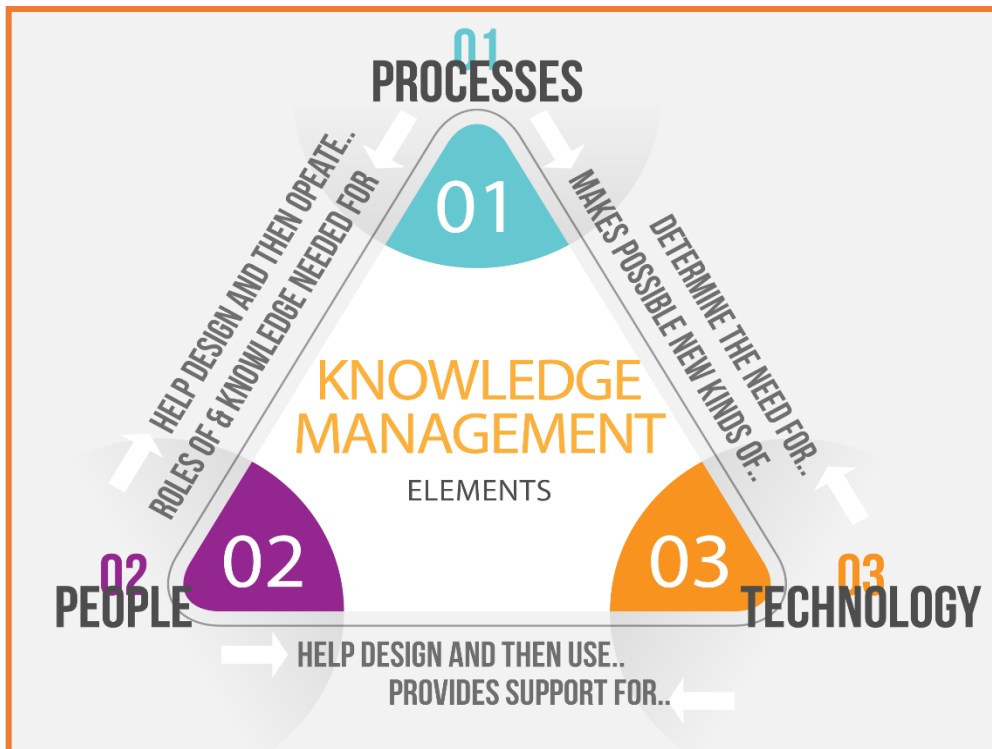 01
PROCESSES
01
HELP DESIGN AND THEN OPEATE..
ROLES OF & KNOWLEDGE NEEDED FOR
MAKES POSSIBLE NEW KINDS OF..
DETERMINE THE NEED FOR..
KNOWLEDGE
MANAGEMENT
ELEMENTS
02
PEOPLE
02
03
03
TECHNOLOGY
HELP DESIGN AND THEN USE..
PROVIDES SUPPORT FOR..